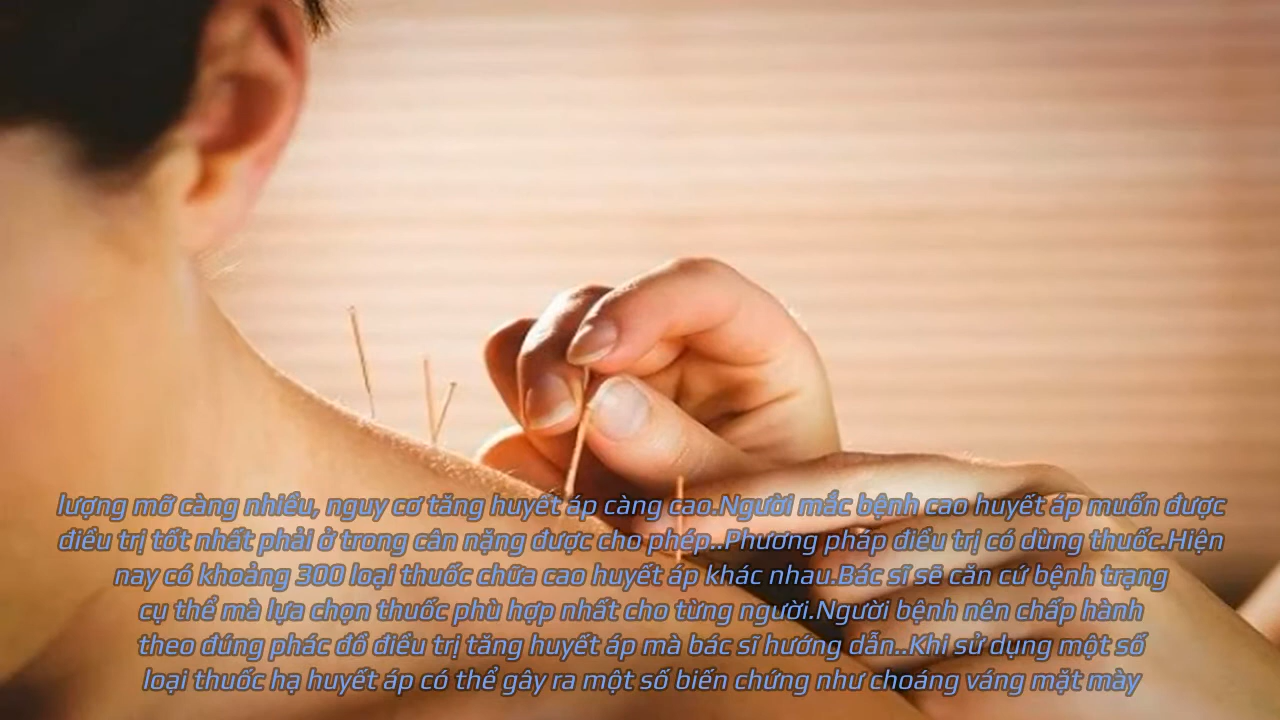 lượng mỡ càng nhiều, nguy cơ tăng huyết áp càng cao.Người mắc bệnh cao huyết áp muốn được
điều trị tốt nhất phải ở trong cân nặng được cho phép..Phương pháp điều trị có dùng thuốc.Hiện
nay có khoảng 300 loại thuốc chữa cao huyết áp khác nhau.Bác sĩ sẽ căn cứ bệnh trạng
cụ thể mà lựa chọn thuốc phù hợp nhất cho từng người.Người bệnh nên chấp hành
theo đúng phác đồ điều trị tăng huyết áp mà bác sĩ hướng dẫn..Khi sử dụng một số
loại thuốc hạ huyết áp có thể gây ra một số biến chứng như choáng váng mặt mày